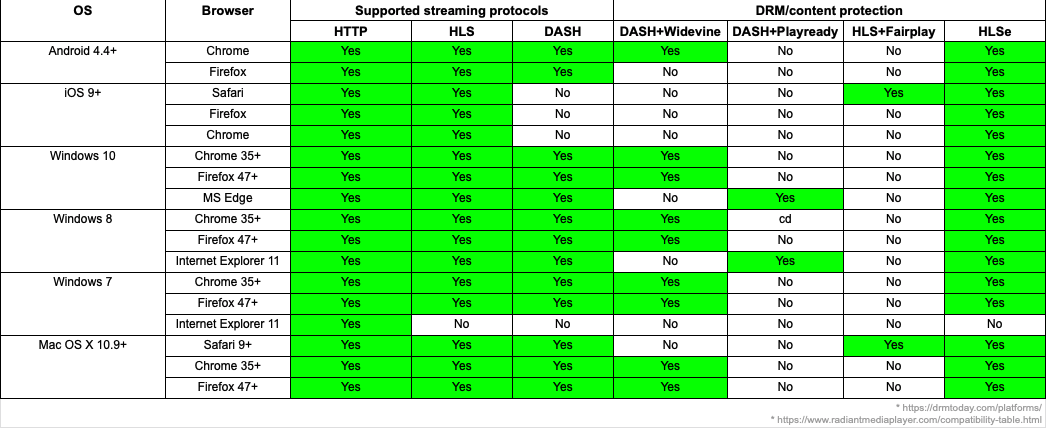 OS Browser Supported streaming protocols DRM/content protection
HTTP HLS DASH DASH+Widevine DASH+Playready HLS+Fairplay HLSe
Android 4.4+ Chrome Yes Yes Yes Yes No No Yes
Firefox Yes Yes Yes No No No Yes
iOS 9+ Safari Yes Yes No No No Yes Yes
Firefox Yes Yes No No No No Yes
Chrome Yes Yes No No No No Yes
Windows 10 Chrome 35+ Yes Yes Yes Yes No No Yes
Firefox 47+ Yes Yes Yes Yes No No Yes
MS Edge Yes Yes Yes No Yes No Yes
Windows 8 Chrome 35+ Yes Yes Yes Yes cd No Yes
Firefox 47+ Yes Yes Yes Yes No No Yes
Internet Explorer 11 Yes Yes Yes No Yes No Yes
Windows 7 Chrome 35+ Yes Yes Yes Yes No No Yes
Firefox 47+ Yes Yes Yes Yes No No Yes
Internet Explorer 11 Yes No No No No No No
Mac OS X 10.9+ Safari 9+ Yes Yes Yes No No Yes Yes
Chrome 35+ Yes Yes Yes Yes No No Yes
Firefox 47+ Yes Yes Yes Yes No No Yes
* https://drmtoday.com/platforms/
* https://www.radiantmediaplayer.com/compatibility-table.html